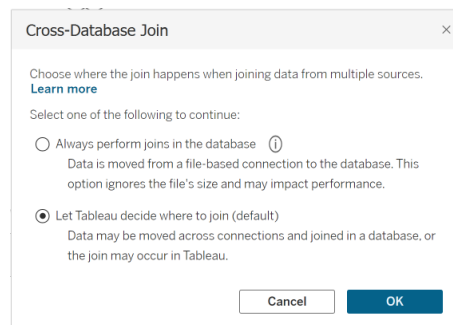 Cross-Database Join
Choose where the join happens when joining data from multiple sources.
Learn more
Select one of the following to continue:
Always perform joins in the database
Data is moved from a file-based connection to the database. This
option ignores the file's size and may impact performance.
Let Tableau decide where to join (default)
Data may be moved across connections and joined in a database, or
the join may occur in Tableau.
Cancel
OK